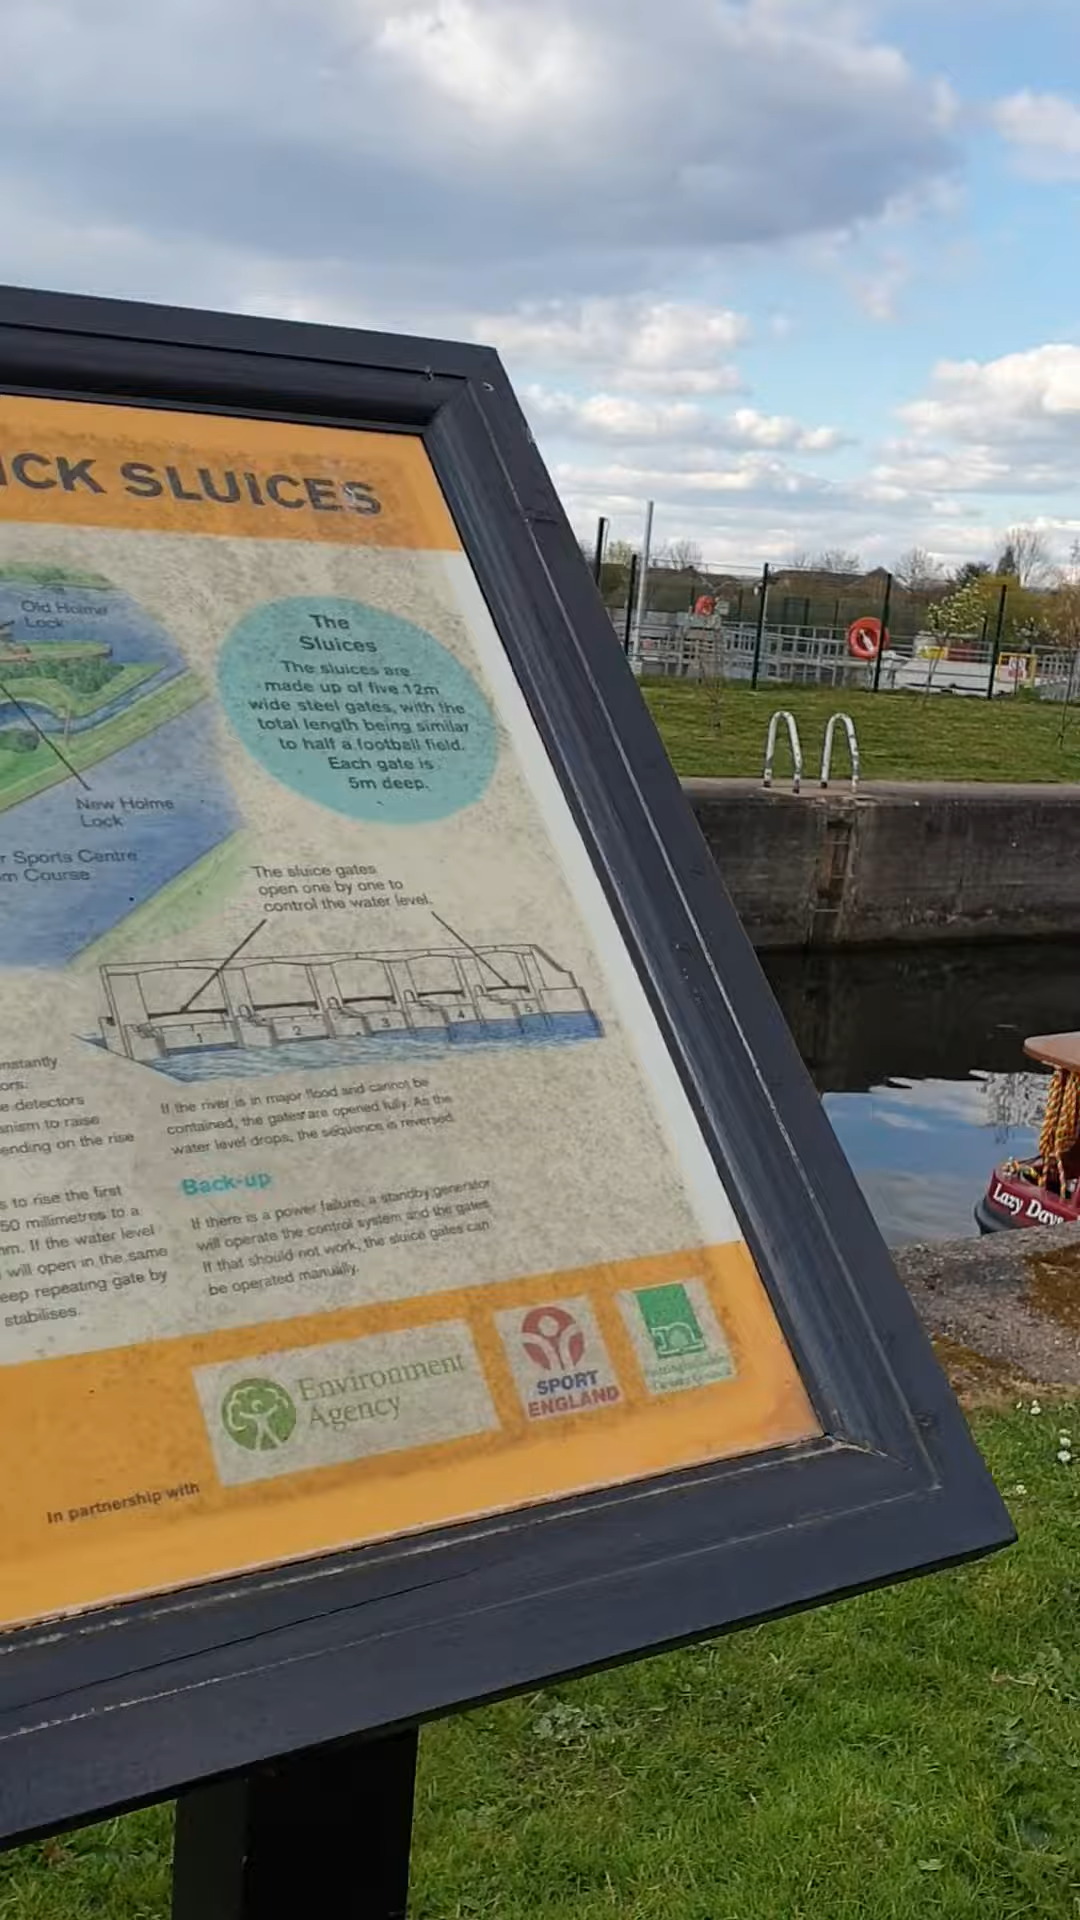 ICK SLUICES
Old Holme
Lock
New Holme
Lock
r Sports Centre
m Course
The
Sluices
The sluices are
made up of five 12m
wide steel gates, with the
total length being similar
to half a football field.
Each gate is
5m deep.
The sluice gates
open one by one to
control the water level.
1 2 3 4 5
nstantly
ors.
e detectors
anism to raise
ending on the rise
s to rise the first
50 millimetres to a
m. If the water level
will open in the same
eep repeating gate by
stabilises.
If the river is in major flood and cannot be
contained, the gates are opened fully. As the
water level drops, the sequence is reversed.
Back-up
If there is a power failure, a standby generator
will operate the control system and the gates
If that should not work, the sluice gates can
be operated manually.
In partnership with
Environment
Agency
SPORT
ENGLAND
County Council
Lazy Days